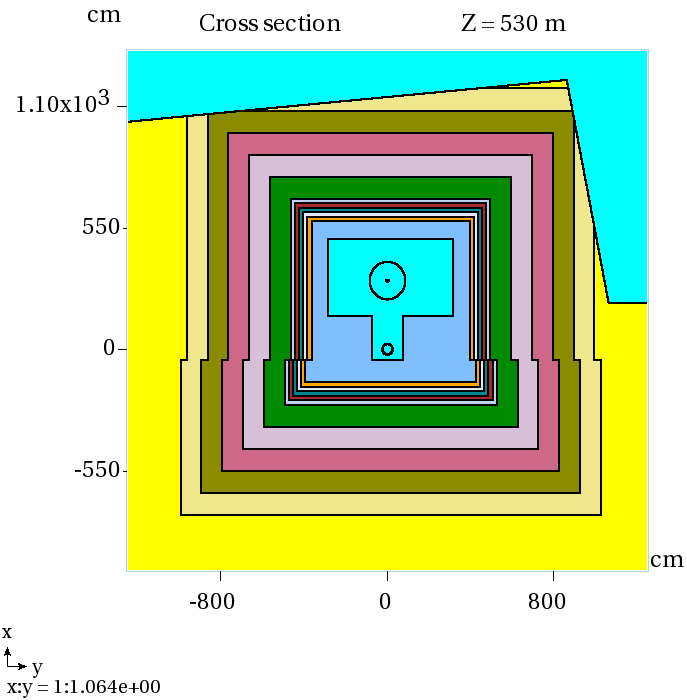 cm
Cross section Z = 530 m
1.10x10³
550
0
-550
cm
-800 0 800
x
y
x:y = 1:1.064e+00